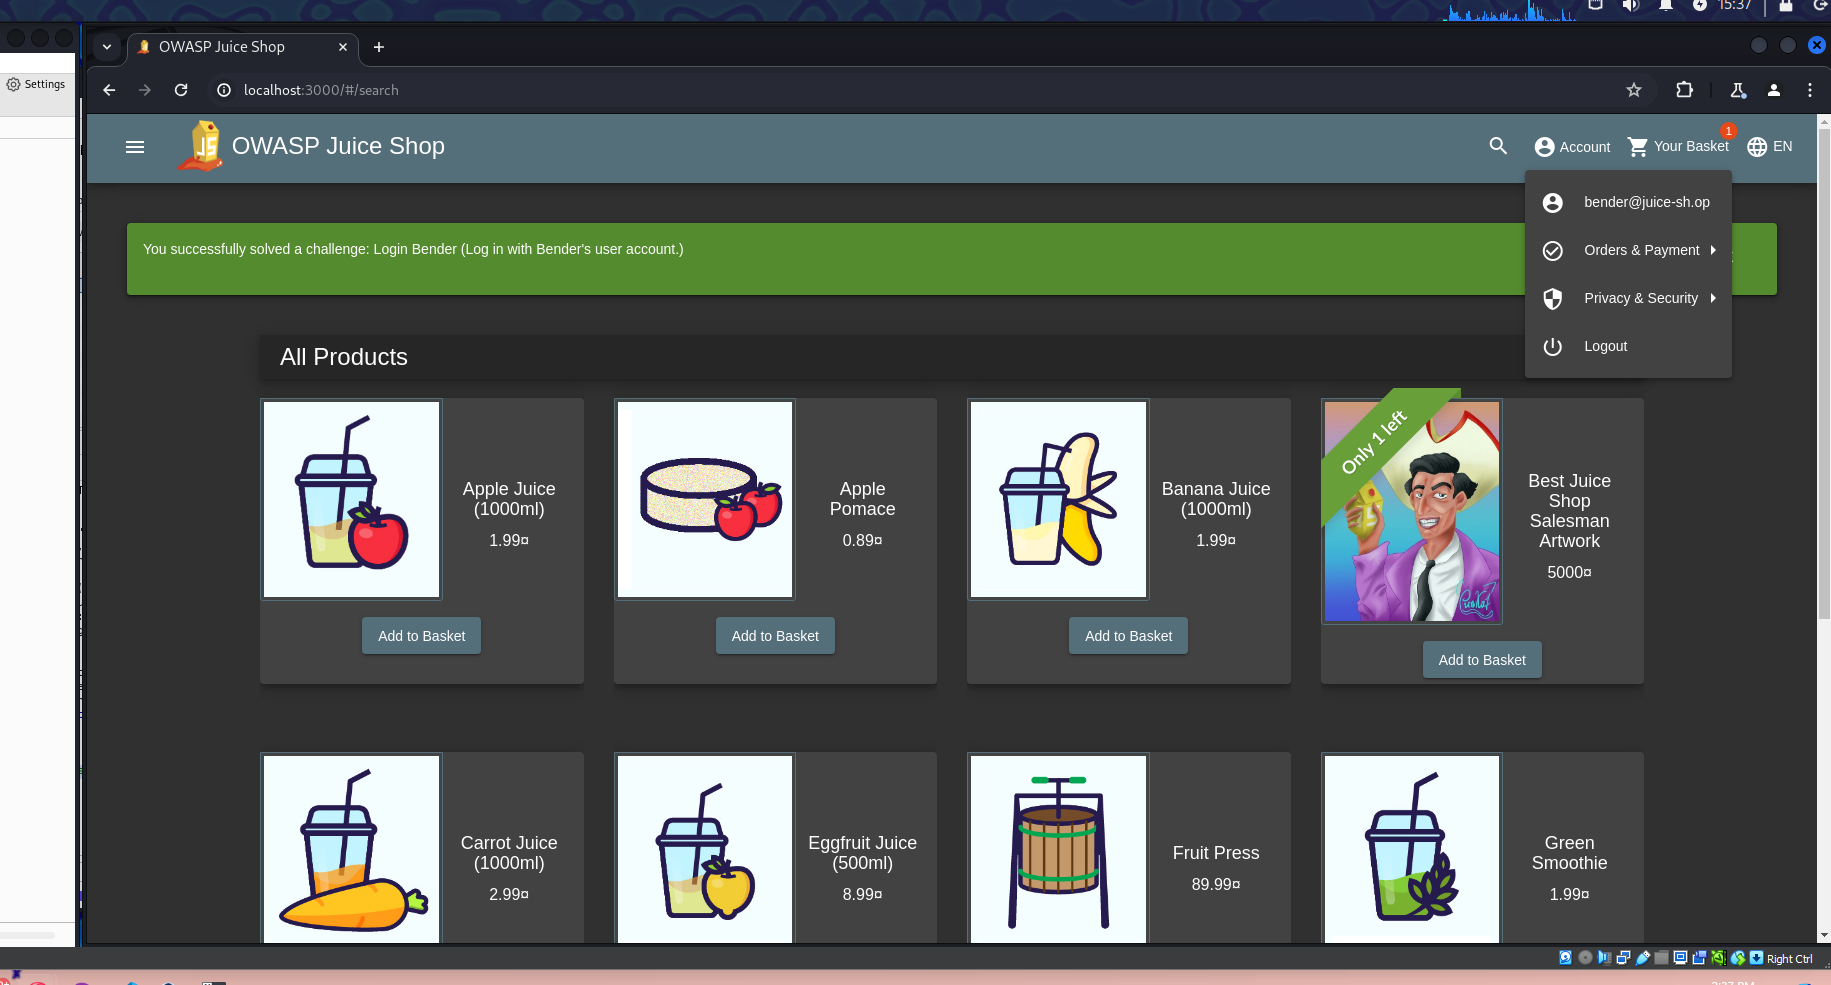 15:37
OWASP Juice Shop
Settings
localhost:3000/#/search
JS
OWASP Juice Shop
Account
1
Your Basket
EN
bender@juice-sh.op
You successfully solved a challenge: Login Bender (Log in with Bender's user account.)
Orders & Payment
Privacy & Security
Logout
All Products
Apple Juice
(1000ml)
1.99¤
Add to Basket
Apple
Pomace
0.89¤
Add to Basket
Banana Juice
(1000ml)
1.99¤
Add to Basket
Only 1 left
Best Juice
Shop
Salesman
Artwork
5000¤
Add to Basket
Carrot Juice
(1000ml)
2.99¤
Eggfruit Juice
(500ml)
8.99¤
Fruit Press
89.99¤
Green
Smoothie
1.99¤
Right Ctrl